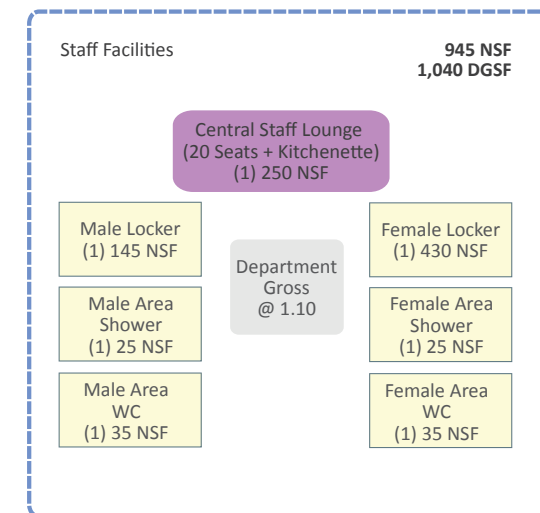 Staff Facilities
945 NSF
1,040 DGSF
Central Staff Lounge
(20 Seats + Kitchenette)
(1) 250 NSF
Male Locker
(1) 145 NSF
Female Locker
(1) 430 NSF
Department
Gross
@ 1.10
Male Area
Shower
(1) 25 NSF
Female Area
Shower
(1) 25 NSF
Male Area
WC
(1) 35 NSF
Female Area
WC
(1) 35 NSF